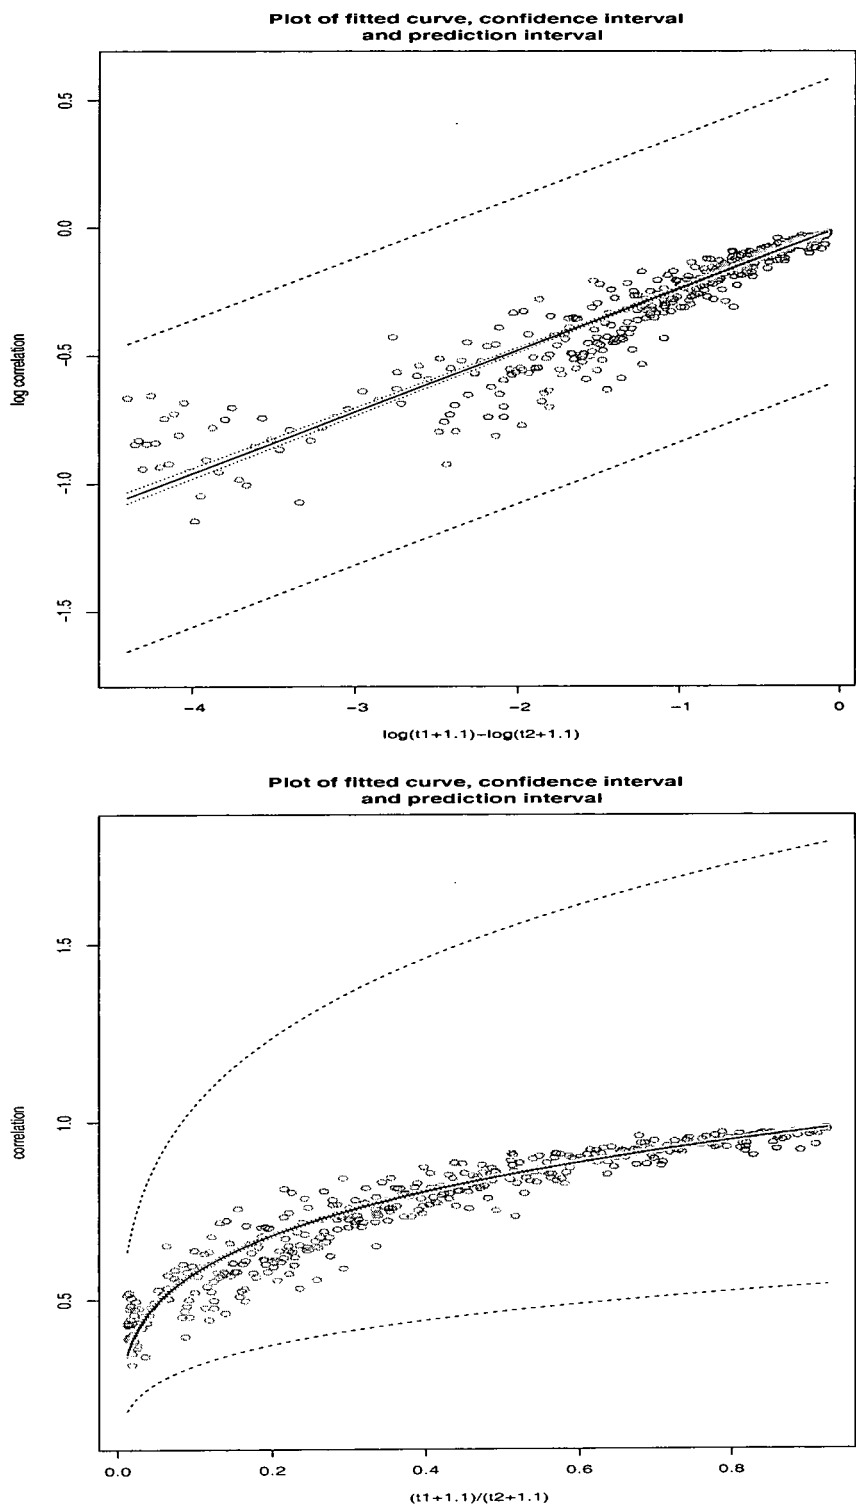 Plot of fitted curve, confidence interval
and prediction interval
0.5
0.0
-0.5
-1.0
-1.5
log correlation
-4
-3
-2
-1
0
log(t1+1.1)-log(t2+1.1)
Plot of fitted curve, confidence interval
and prediction interval
1.5
1.0
0.5
correlation
0.0
0.2
0.4
0.6
0.8
(t1+1.1)/(t2+1.1)